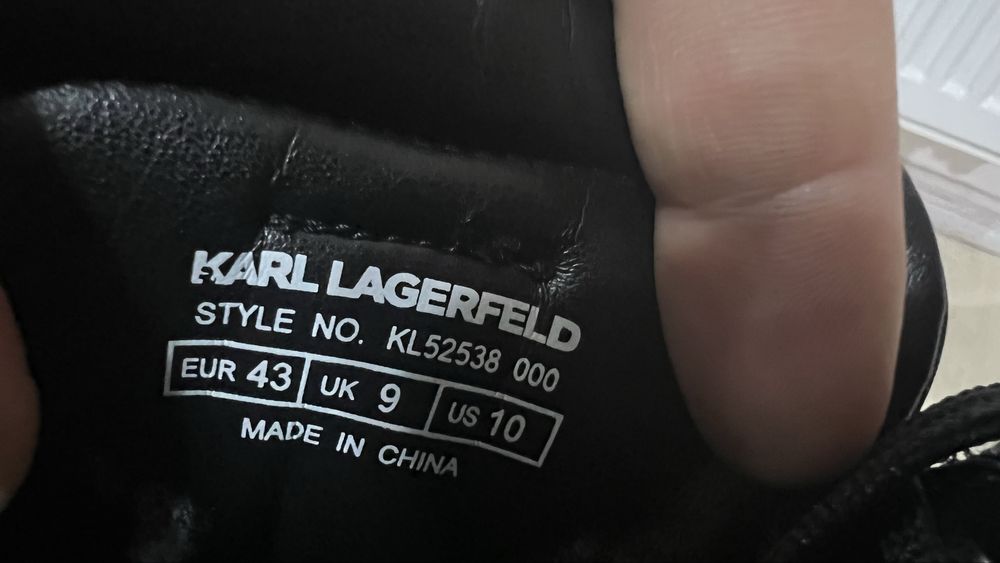 KARL LAGERFELD
STYLE NO. KL52538 000
EUR 43 UK 9 US 10
MADE IN CHINA